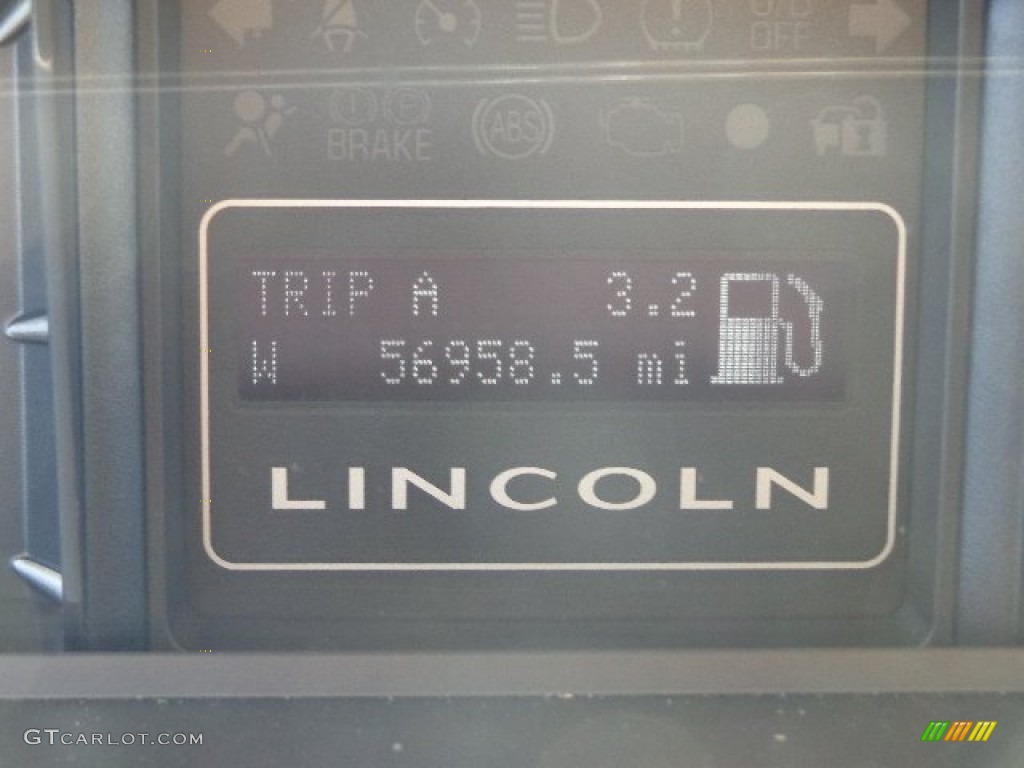 O/D
OFF
BRAKE
ABS
TRIP A 3.2
W 56958.5 mi
LINCOLN
GTCARLOT.COM